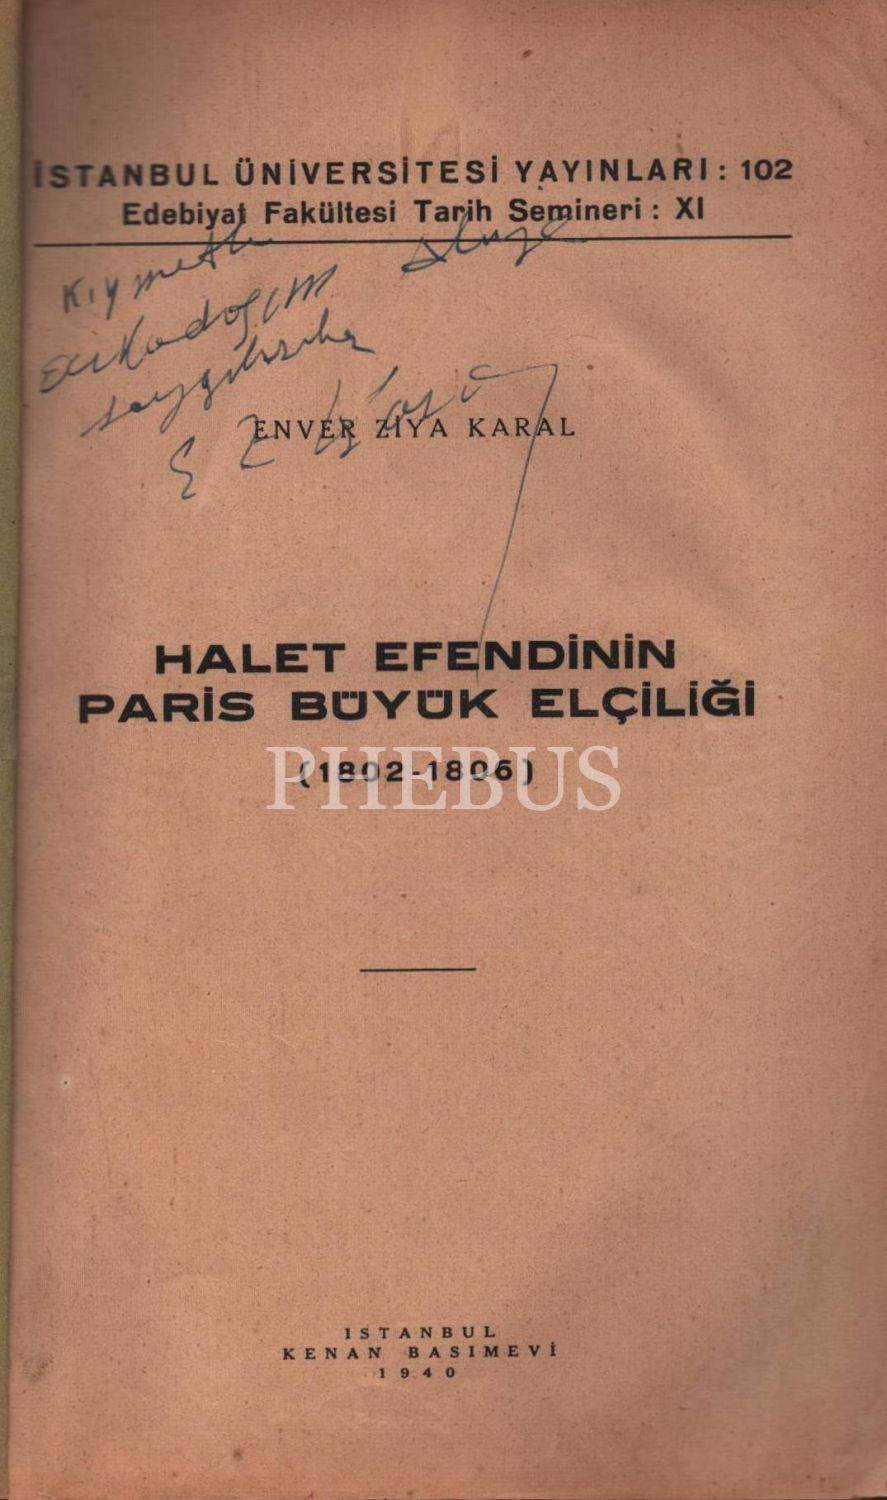 İSTANBUL ÜNİVERSİTESİ YAYINLARI : 102
Edebiyat Fakültesi Tarih Semineri : XI
Kıymetli
arkadaşım
saygılarla
ENVER ZİYA KARAL
HALET EFENDİNİN
PARİS BÜYÜK ELÇİLİĞİ
(1802-1806)
PHEBUS
ISTANBUL
KENAN BASIMEVİ
1940